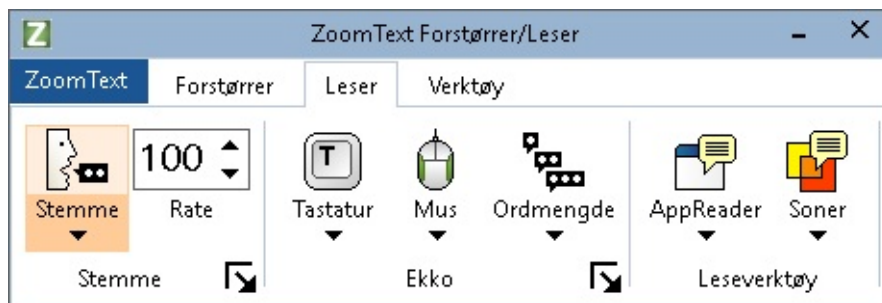 Z ZoomText Forstørrer/Leser
ZoomText Forstørrer Leser Verktøy
100 T
Stemme Rate Tastatur Mus Ordmengde AppReader Soner
Stemme Ekko Leseverktøy